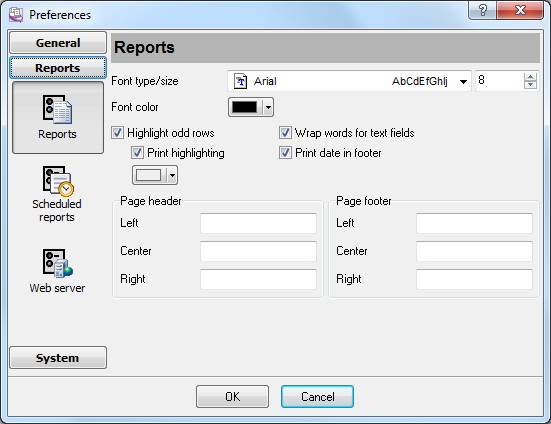 Preferences
General
Reports
Reports
Scheduled
reports
Web server
System
Reports
Font type/size
Arial AbCdEfGhIj 8
Font color
Highlight odd rows Wrap words for text fields
Print highlighting Print date in footer
Page header Page footer
Left Left
Center Center
Right Right
OK Cancel